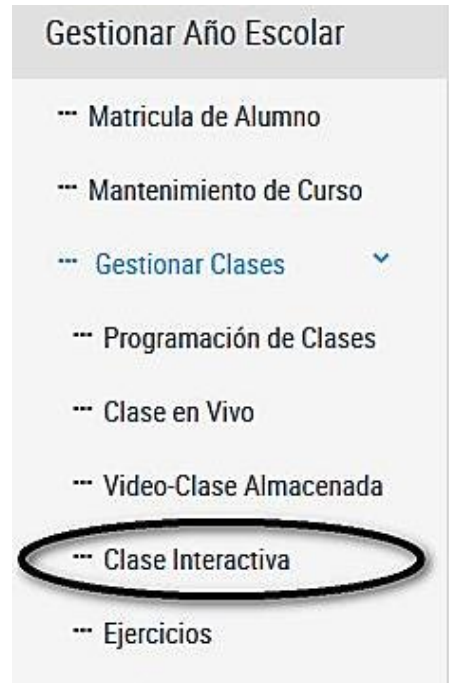 Gestionar Año Escolar
Matricula de Alumno
Mantenimiento de Curso
Gestionar Clases
Programación de Clases
Clase en Vivo
Video-Clase Almacenada
Clase Interactiva
Ejercicios